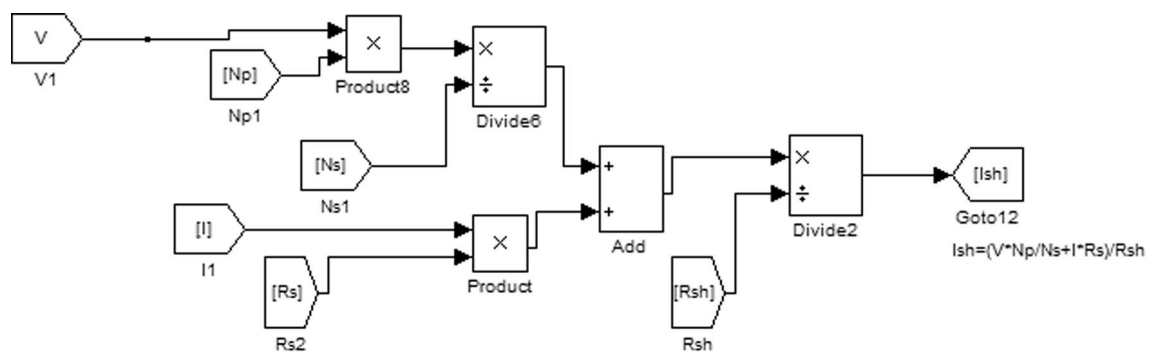 V
V1
[Np]
Np1
×
Product8
×
÷
Divide6
[Ns]
Ns1
[I]
I1
[Rs]
Rs2
×
Product
+
+
Add
[Rsh]
Rsh
×
÷
Divide2
[Ish]
Goto12
Ish=(V*Np/Ns+I*Rs)/Rsh